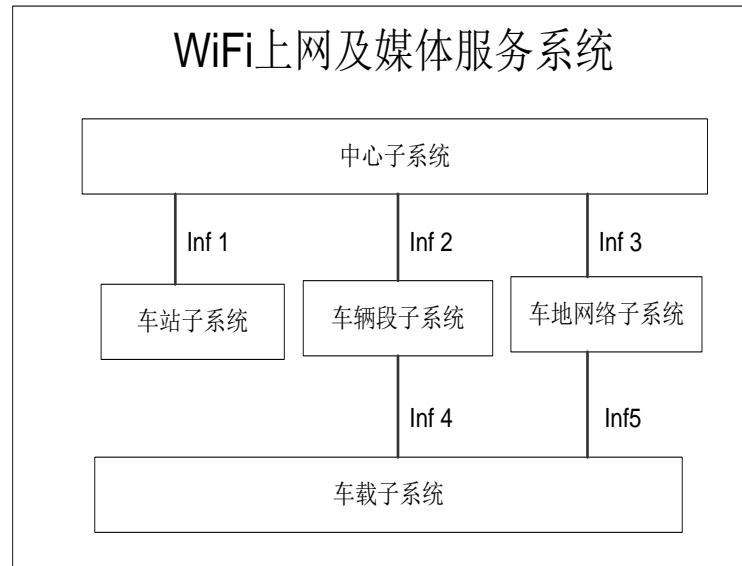 WiFi上网及媒体服务系统
中心子系统
Inf 1
Inf 2
Inf 3
车站子系统
车辆段子系统
车地网络子系统
Inf 4
Inf5
车载子系统